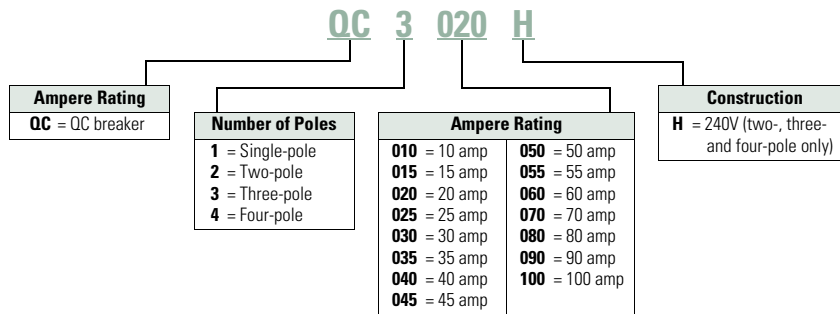 QC 3 020 H
Ampere Rating
QC = QC breaker
Number of Poles
1 = Single-pole
2 = Two-pole
3 = Three-pole
4 = Four-pole
Ampere Rating
010 = 10 amp
015 = 15 amp
020 = 20 amp
025 = 25 amp
030 = 30 amp
035 = 35 amp
040 = 40 amp
045 = 45 amp
050 = 50 amp
055 = 55 amp
060 = 60 amp
070 = 70 amp
080 = 80 amp
090 = 90 amp
100 = 100 amp
Construction
H = 240V (two-, three-
and four-pole only)